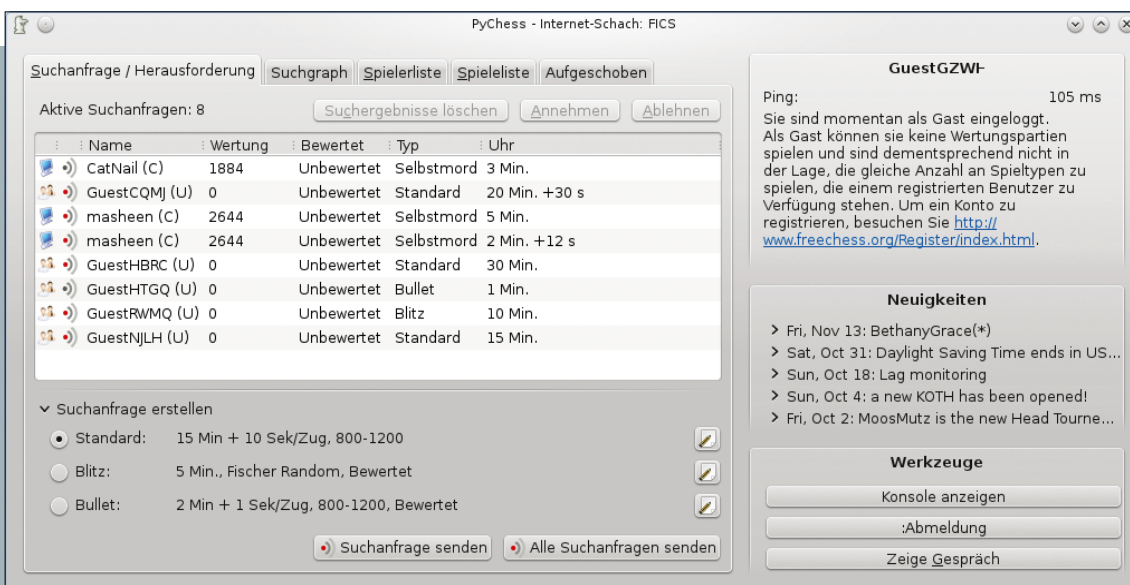 PyChess - Internet-Schach: FICS
Suchanfrage / Herausforderung Suchgraph Spielerliste Spieleliste Aufgeschoben
Aktive Suchanfragen: 8 Suchergebnisse löschen Annehmen Ablehnen
Name Wertung Bewertet Typ Uhr
CatNail (C) 1884 Unbewertet Selbstmord 3 Min.
GuestCQMJ (U) 0 Unbewertet Standard 20 Min. +30 s
masheen (C) 2644 Unbewertet Selbstmord 5 Min.
masheen (C) 2644 Unbewertet Selbstmord 2 Min. +12 s
GuestHBRC (U) 0 Unbewertet Standard 30 Min.
GuestHTGQ (U) 0 Unbewertet Bullet 1 Min.
GuestRWMQ (U) 0 Unbewertet Blitz 10 Min.
GuestNJLH (U) 0 Unbewertet Standard 15 Min.
Suchanfrage erstellen
Standard: 15 Min + 10 Sek/Zug, 800-1200
Blitz: 5 Min., Fischer Random, Bewertet
Bullet: 2 Min + 1 Sek/Zug, 800-1200, Bewertet
Suchanfrage senden Alle Suchanfragen senden
Ping: 105 ms
Sie sind momentan als Gast eingeloggt.
Als Gast können sie keine Wertungspartien
spielen und sind dementsprechend nicht in
der Lage, die gleiche Anzahl an Spieltypen zu
spielen, die einem registrierten Benutzer zu
Verfügung stehen. Um ein Konto zu
registrieren, besuchen Sie http://
www.freechess.org/Register/index.html.
Neuigkeiten
Fri, Nov 13: BethanyGrace(*)
Sat, Oct 31: Daylight Saving Time ends in US...
Sun, Oct 18: Lag monitoring
Sun, Oct 4: a new KOTH has been opened!
Fri, Oct 2: MoosMutz is the new Head Tourne...
Werkzeuge
Konsole anzeigen
:Abmeldung
Zeige Gespräch